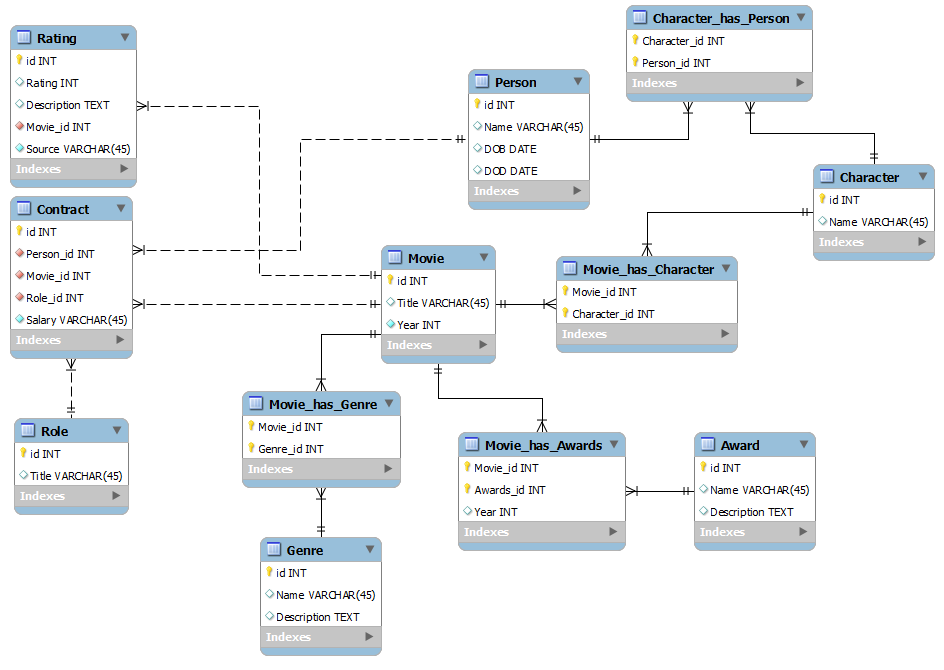 Rating
id INT
Rating INT
Description TEXT
Movie_id INT
Source VARCHAR(45)
Indexes
Contract
id INT
Person_id INT
Movie_id INT
Role_id INT
Salary VARCHAR(45)
Indexes
Role
id INT
Title VARCHAR(45)
Indexes
Person
id INT
Name VARCHAR(45)
DOB DATE
DOD DATE
Indexes
Character_has_Person
Character_id INT
Person_id INT
Indexes
Character
id INT
Name VARCHAR(45)
Indexes
Movie
id INT
Title VARCHAR(45)
Year INT
Indexes
Movie_has_Character
Movie_id INT
Character_id INT
Indexes
Movie_has_Genre
Movie_id INT
Genre_id INT
Indexes
Genre
id INT
Name VARCHAR(45)
Description TEXT
Indexes
Movie_has_Awards
Movie_id INT
Awards_id INT
Year INT
Indexes
Award
id INT
Name VARCHAR(45)
Description TEXT
Indexes